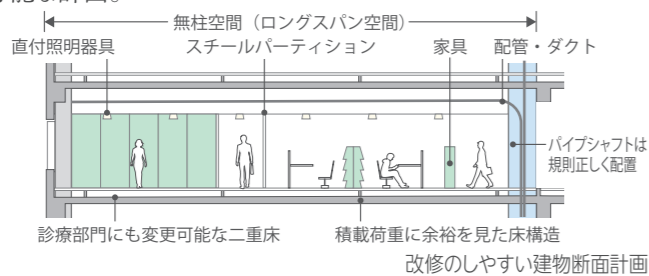 無柱空間（ロングスパン空間）
直付照明器具
スチールパーティション
家具
配管・ダクト
パイプシャフトは
規則正しく配置
診療部門にも変更可能な二重床
積載荷重に余裕を見た床構造
改修のしやすい建物断面計画